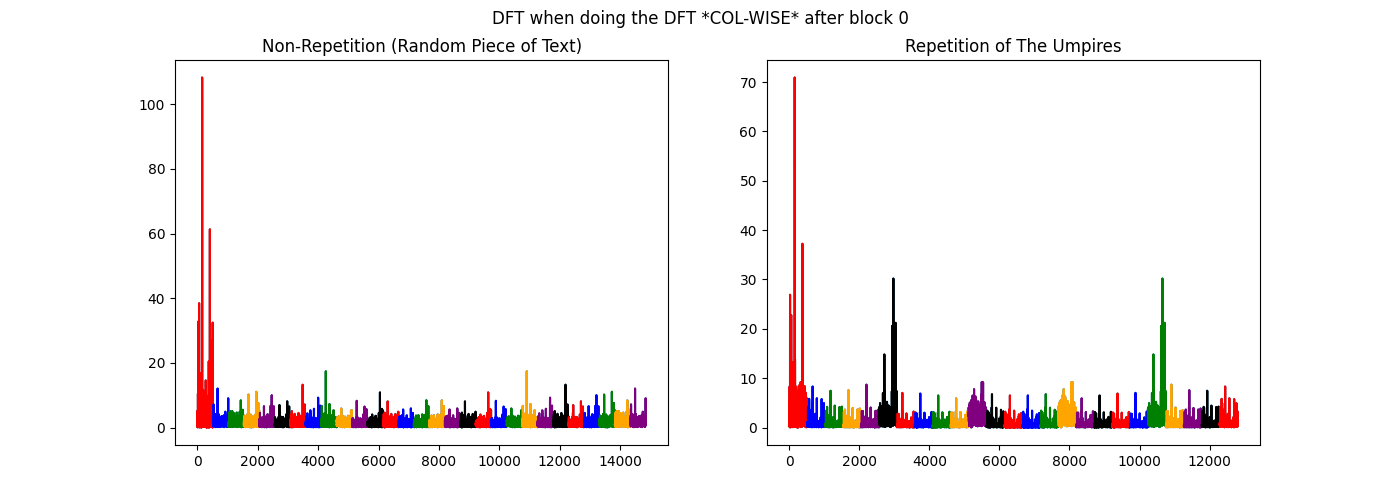 DFT when doing the DFT *COL-WISE* after block 0
Non-Repetition (Random Piece of Text)
100
80
60
40
20
0
0 2000 4000 6000 8000 10000 12000 14000
Repetition of The Umpires
70
60
50
40
30
20
10
0
0 2000 4000 6000 8000 10000 12000